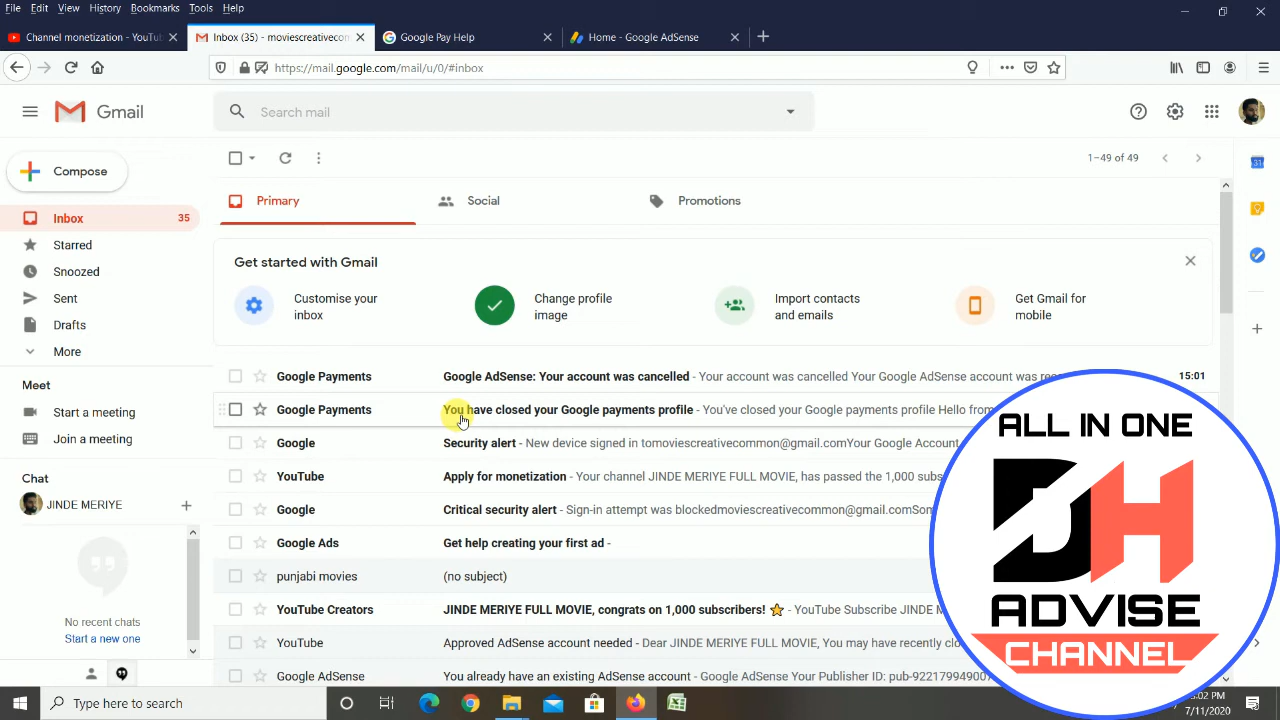 File Edit View History Bookmarks Tools Help
Channel monetization - YouTu
Inbox (35) - moviescreativecon
Google Pay Help
Home - Google AdSense
https://mail.google.com/mail/u/0/#inbox
Gmail
Search mail
Compose
1–49 of 49
31
Primary
Social
Promotions
Inbox 35
Starred
Snoozed
Sent
Drafts
More
Get started with Gmail
Customise your
inbox
Change profile
image
Import contacts
and emails
Get Gmail for
mobile
Google Payments Google AdSense: Your account was cancelled - Your account was cancelled Your Google AdSense account was rec 15:01
Google Payments You have closed your Google payments profile - You've closed your Google payments profile Hello from
Google Security alert - New device signed in tomoviescreativecommon@gmail.comYour Google Account
YouTube Apply for monetization - Your channel JINDE MERIYE FULL MOVIE, has passed the 1,000 subs
Google Critical security alert - Sign-in attempt was blockedmoviescreativecommon@gmail.comSom
Google Ads Get help creating your first ad -
punjabi movies (no subject)
YouTube Creators JINDE MERIYE FULL MOVIE, congrats on 1,000 subscribers! - YouTube Subscribe JINDE M
YouTube Approved AdSense account needed - Dear JINDE MERIYE FULL MOVIE, You may have recently clo
Google AdSense You already have an existing AdSense account - Google AdSense Your Publisher ID: pub-92217994900
Meet
Start a meeting
Join a meeting
Chat
JINDE MERIYE
No recent chats
Start a new one
ALL IN ONE
DH
ADVISE
CHANNEL
Type here to search
:02 PM
7/11/2020